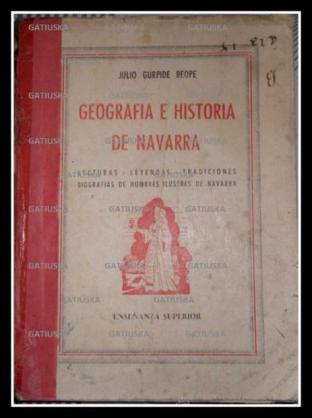 JULIO GURPIDE BEOPE
GEOGRAFIA E HISTORIA
DE NAVARRA
LECTURAS - LEYENDAS - TRADICIONES
BIOGRAFIAS DE HOMBRES ILUSTRES DE NAVARRA
ENSEÑANZA SUPERIOR
GATIUSKA